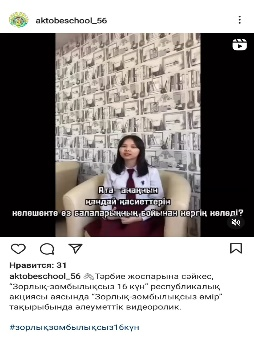 aktobeschool_56
Ата-анаңнын
қандай қасиеттерін
келешекте өз балаларыңның бойынан көргің келеді?
Нравится: 31
aktobeschool_56 Тәрбие жоспарына сәйкес,
"Зорлық-зомбылықсыз 16 күн" республикалық
акциясы аясында "Зорлық-зомбылықсыз өмір"
тақырыбында әлеуметтік видеоролик.
#зорлықзомбылықсыз16күн